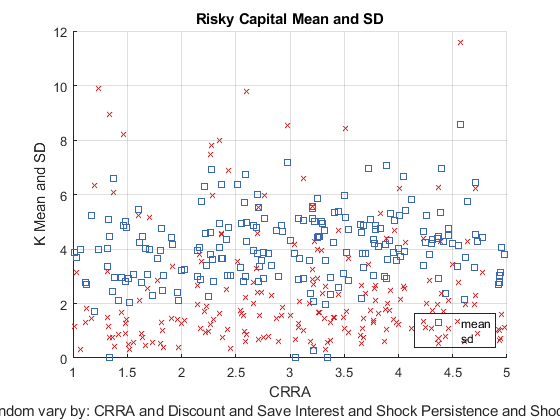 Risky Capital Mean and SD
K Mean and SD
12
10
8
6
4
2
0
mean
sd
1 1.5 2 2.5 3 3.5 4 4.5 5
CRRA
ndom vary by: CRRA and Discount and Save Interest and Shock Persistence and Shoc